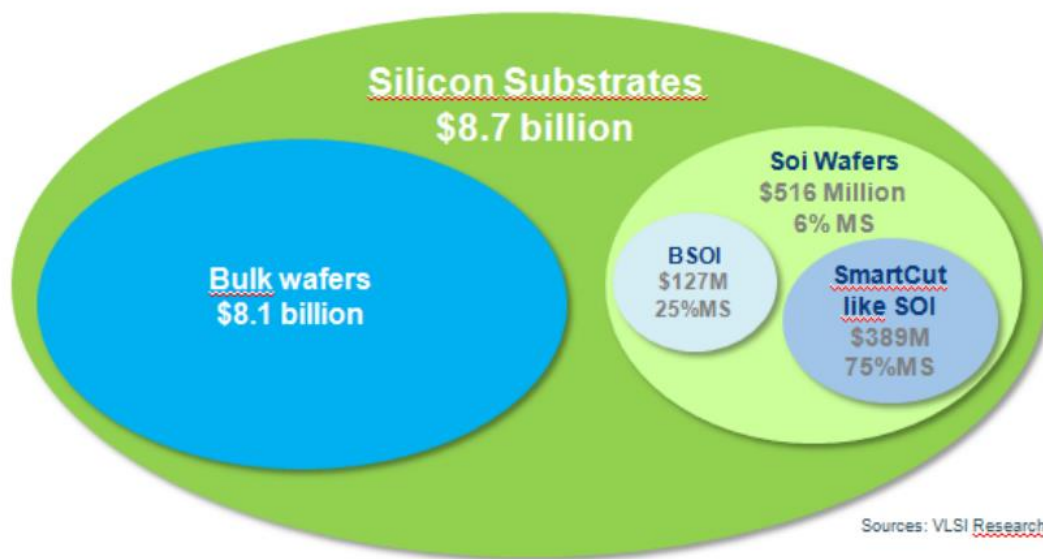 Silicon Substrates
$8.7 billion
Bulk wafers
$8.1 billion
Soi Wafers
$516 Million
6% MS
BSOI
$127M
25%MS
SmartCut
like SOI
$389M
75%MS
Sources: VLSI Research